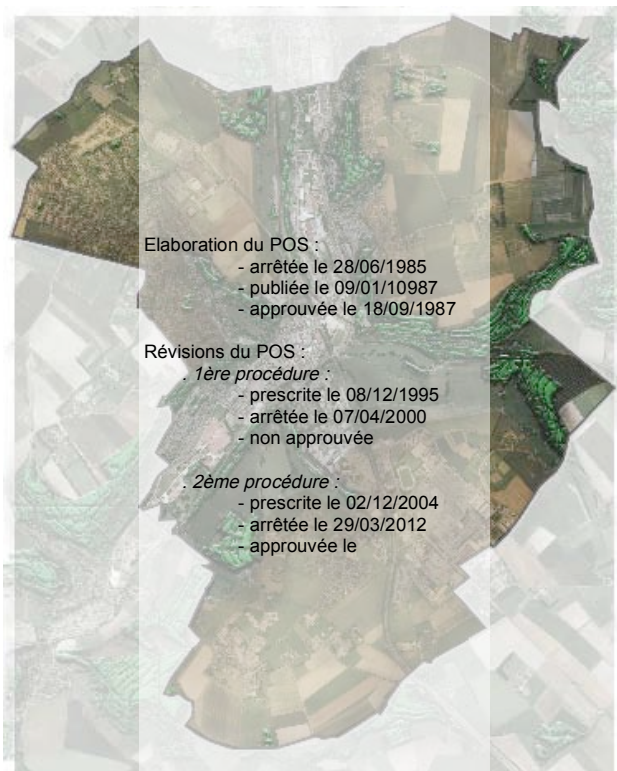 Elaboration du POS :
- arrêtée le 28/06/1985
- publiée le 09/01/10987
- approuvée le 18/09/1987
Révisions du POS :
. 1ère procédure :
- prescrite le 08/12/1995
- arrêtée le 07/04/2000
- non approuvée
. 2ème procédure :
- prescrite le 02/12/2004
- arrêtée le 29/03/2012
- approuvée le